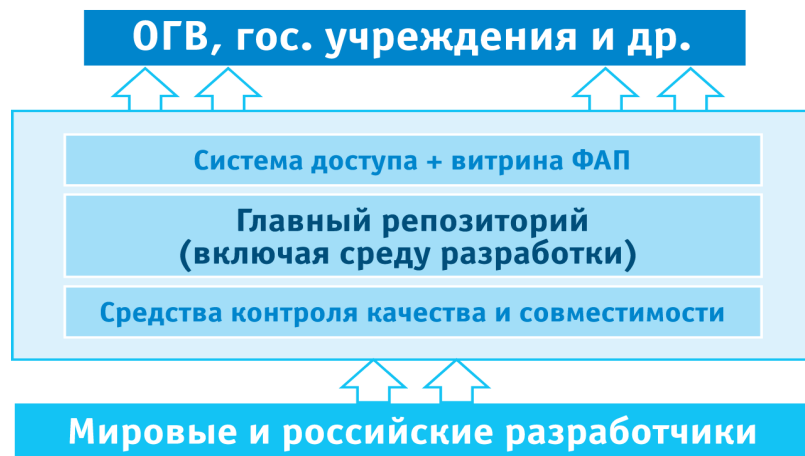 ОГВ, гос. учреждения и др.
Система доступа + витрина ФАП
Главный репозиторий
(включая среду разработки)
Средства контроля качества и совместимости
Мировые и российские разработчики